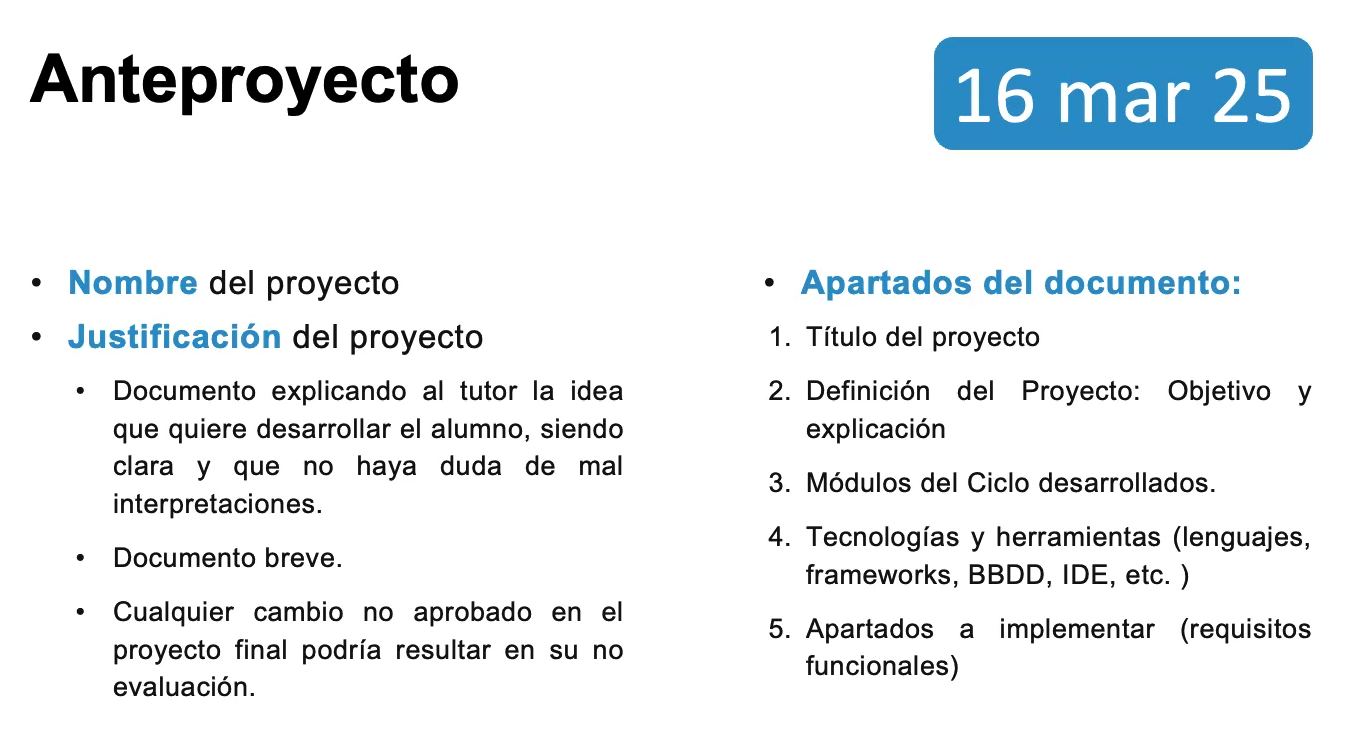 Anteproyecto
16 mar 25
• Nombre del proyecto
• Justificación del proyecto
• Documento explicando al tutor la idea
que quiere desarrollar el alumno, siendo
clara y que no haya duda de mal
interpretaciones.
• Documento breve.
• Cualquier cambio no aprobado en el
proyecto final podría resultar en su no
evaluación.
• Apartados del documento:
1. Título del proyecto
2. Definición del Proyecto: Objetivo y
explicación
3. Módulos del Ciclo desarrollados.
4. Tecnologías y herramientas (lenguajes,
frameworks, BBDD, IDE, etc. )
5. Apartados a implementar (requisitos
funcionales)